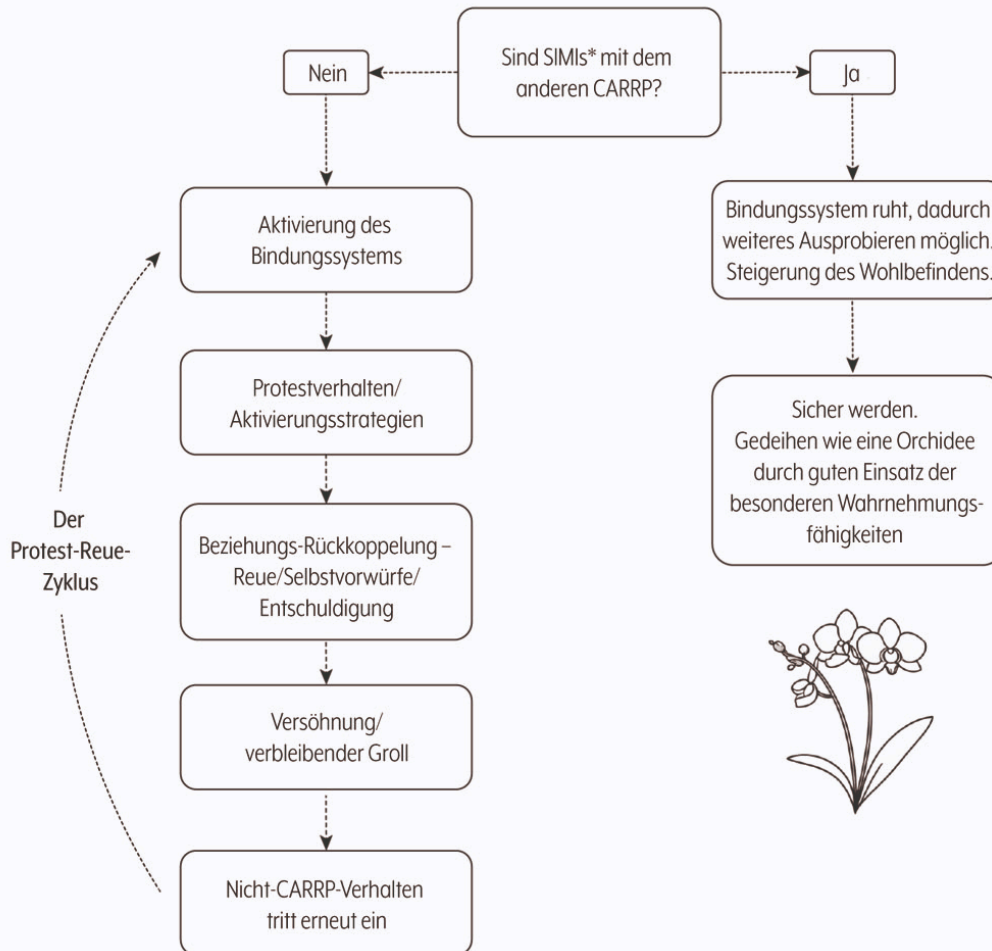 Sind SIMIs* mit dem
anderen CARRP?
Nein
Ja
Aktivierung des
Bindungssystems
Protestverhalten/
Aktivierungsstrategien
Beziehungs-Rückkoppelung –
Reue/Selbstvorwürfe/
Entschuldigung
Versöhnung/
verbleibender Groll
Nicht-CARRP-Verhalten
tritt erneut ein
Der
Protest-Reue-
Zyklus
Bindungssystem ruht, dadurch
weiteres Ausprobieren möglich.
Steigerung des Wohlbefindens.
Sicher werden.
Gedeihen wie eine Orchidee
durch guten Einsatz der
besonderen Wahrnehmungs-
fähigkeiten